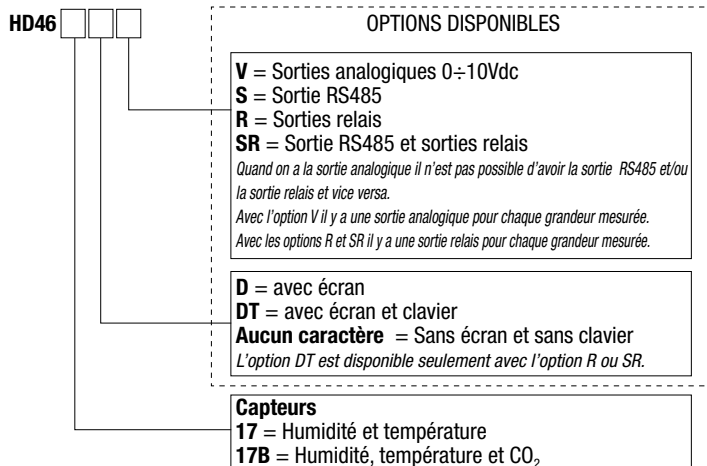 HD46
OPTIONS DISPONIBLES
V = Sorties analogiques 0÷10Vdc
S = Sortie RS485
R = Sorties relais
SR = Sortie RS485 et sorties relais
Quand on a la sortie analogique il n'est pas possible d'avoir la sortie RS485 et/ou
la sortie relais et vice versa.
Avec l'option V il y a une sortie analogique pour chaque grandeur mesurée.
Avec les options R et SR il y a une sortie relais pour chaque grandeur mesurée.
D = avec écran
DT = avec écran et clavier
Aucun caractère = Sans écran et sans clavier
L'option DT est disponible seulement avec l'option R ou SR.
Capteurs
17 = Humidité et température
17B = Humidité, température et CO₂